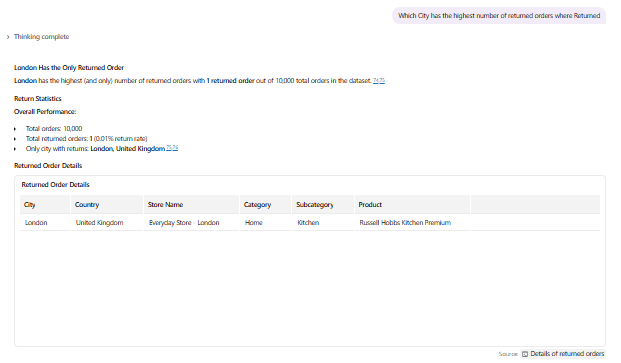 Which City has the highest number of returned orders where Returned
Thinking complete
London Has the Only Returned Order
London has the highest (and only) number of returned orders with 1 returned order out of 10,000 total orders in the dataset.
Return Statistics
Overall Performance:
Total orders: 10,000
Total returned orders: 1 (0.01% return rate)
Only city with returns: London, United Kingdom
Returned Order Details
Returned Order Details
City Country Store Name Category Subcategory Product
London United Kingdom Everyday Store London Home Kitchen Russell Hobbs Kitchen Premium
Source Details of returned orders